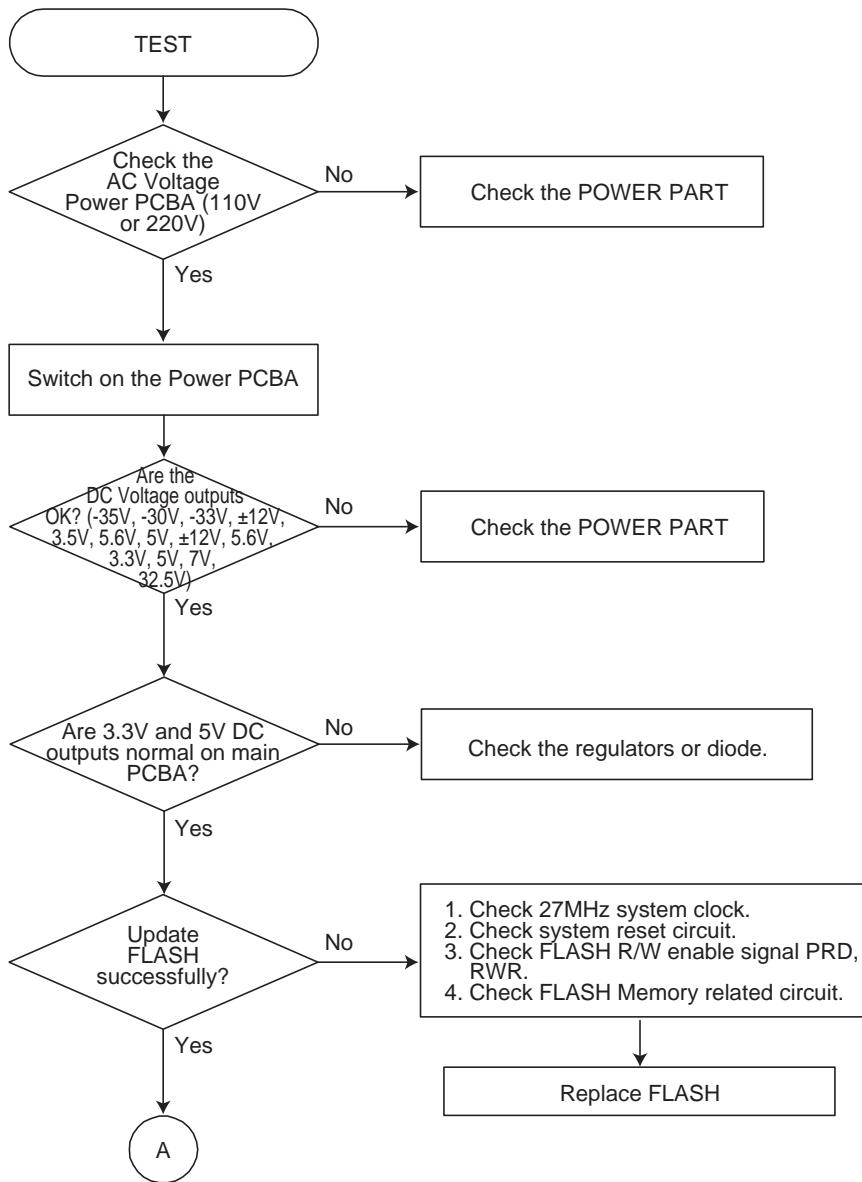 TEST
Check the
AC Voltage
Power PCBA (110V
or 220V)
No
Check the POWER PART
Yes
Switch on the Power PCBA
Are the
DC Voltage outputs
OK? (-35V, -30V, -33V, ±12V,
3.5V, 5.6V, 5V, ±12V, 5.6V,
3.3V, 5V, 7V,
32.5V)
No
Check the POWER PART
Yes
Are 3.3V and 5V DC
outputs normal on main
PCBA?
No
Check the regulators or diode.
Yes
Update
FLASH
successfully?
No
1. Check 27MHz system clock.
2. Check system reset circuit.
3. Check FLASH R/W enable signal PRD,
RWR.
4. Check FLASH Memory related circuit.
Yes
Replace FLASH
A